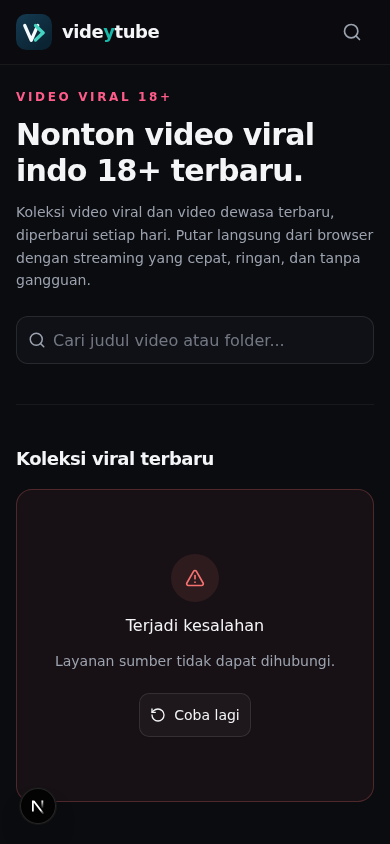 videytube
VIDEO VIRAL 18+
Nonton video viral
indo 18+ terbaru.
Koleksi video viral dan video dewasa terbaru,
diperbarui setiap hari. Putar langsung dari browser
dengan streaming yang cepat, ringan, dan tanpa
gangguan.
Cari judul video atau folder...
Koleksi viral terbaru
Terjadi kesalahan
Layanan sumber tidak dapat dihubungi.
Coba lagi
N